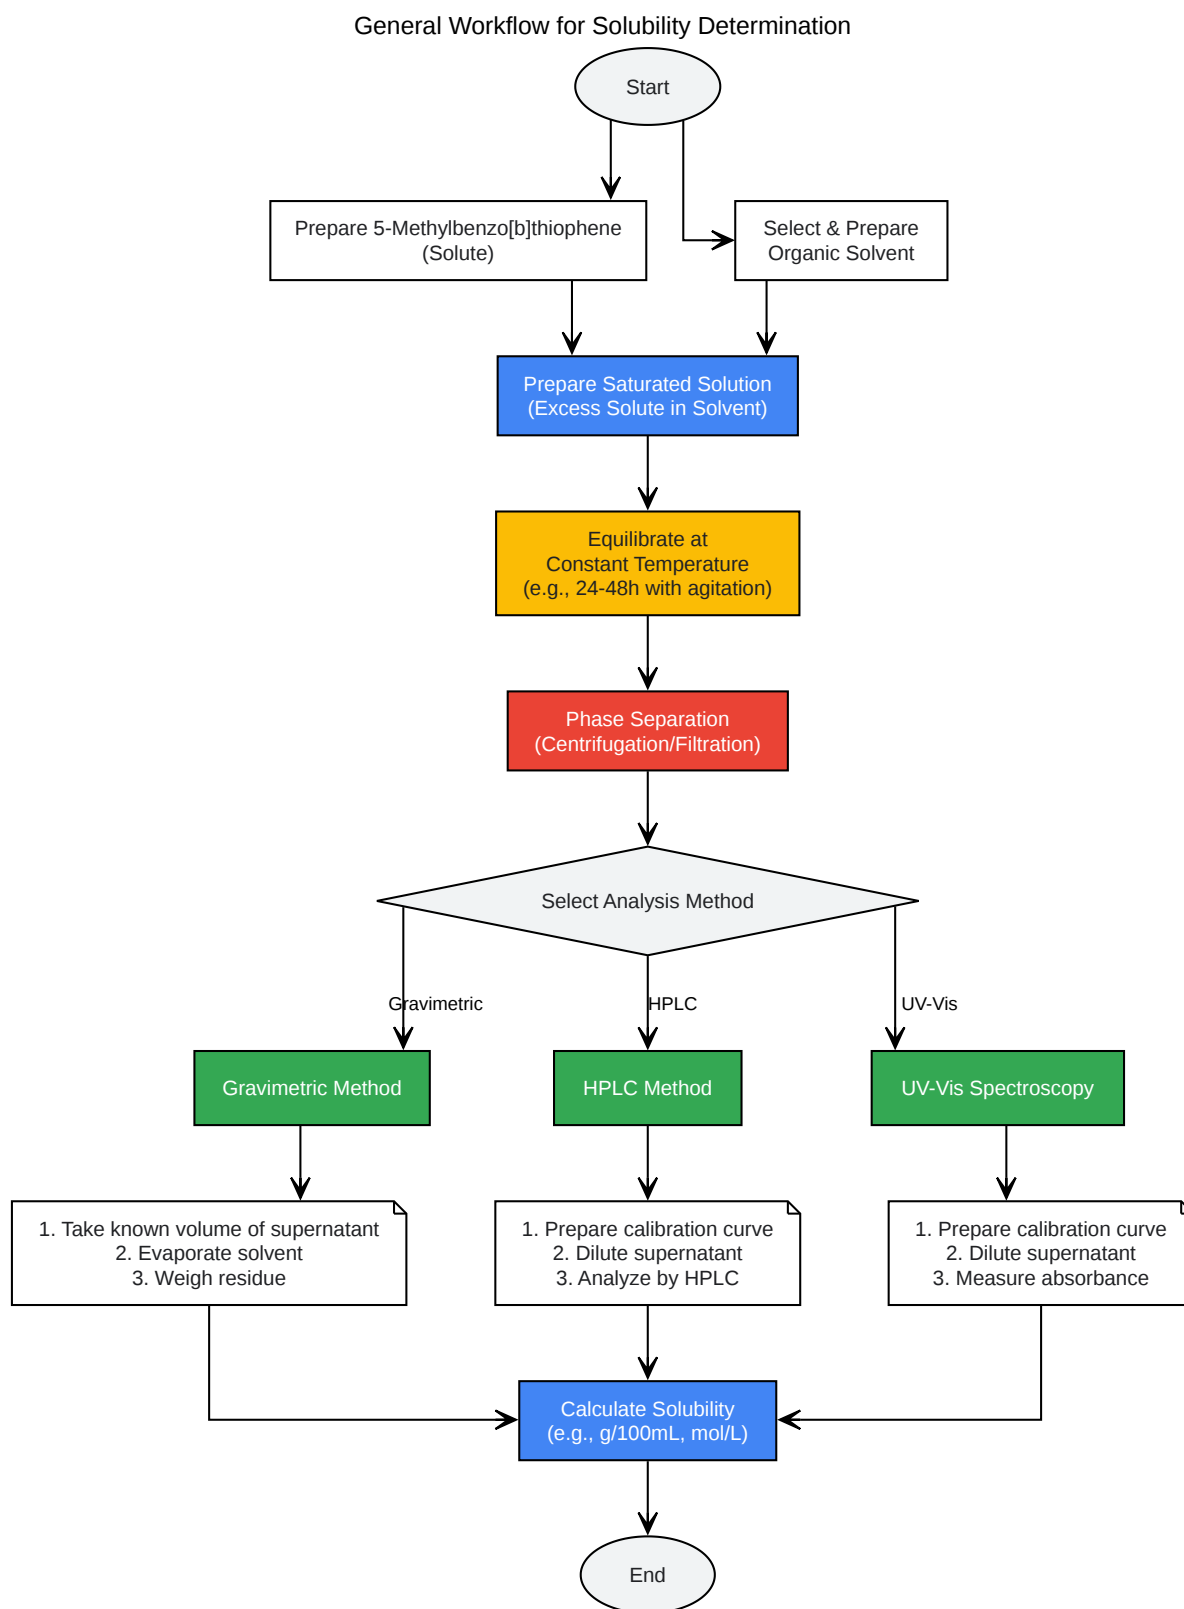 General Workflow for Solubility Determination
Start
Prepare 5-Methylbenzo[b]thiophene
(Solute)
Select & Prepare
Organic Solvent
Prepare Saturated Solution
(Excess Solute in Solvent)
Equilibrate at
Constant Temperature
(e.g., 24-48h with agitation)
Phase Separation
(Centrifugation/Filtration)
Select Analysis Method
Gravimetric
HPLC
UV-Vis
Gravimetric Method
HPLC Method
UV-Vis Spectroscopy
1. Take known volume of supernatant
2. Evaporate solvent
3. Weigh residue
1. Prepare calibration curve
2. Dilute supernatant
3. Analyze by HPLC
1. Prepare calibration curve
2. Dilute supernatant
3. Measure absorbance
Calculate Solubility
(e.g., g/100mL, mol/L)
End